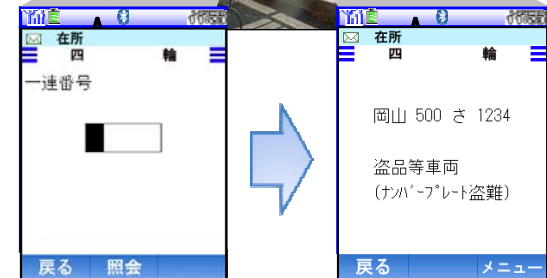 在所
四 輪
一連番号
戻る 照会
在所
四 輪
岡山 500 さ 1234
盗品等車両
(ﾅﾝﾊﾞｰﾌﾟﾚｰﾄ盗難)
戻る メニュー